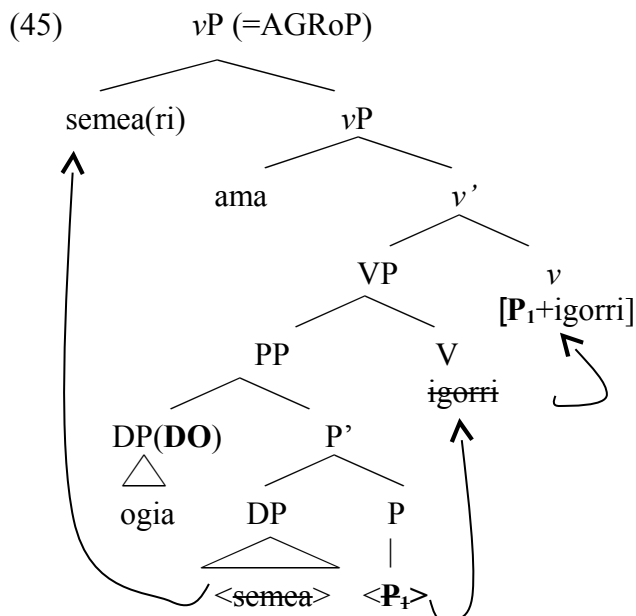 (45) vP (=AGRoP)
semea(ri) vP
ama v’
VP v
[P₁+igorri]
PP V
igorri
DP(DO) P’
ogia DP P
<semea> <P₁>